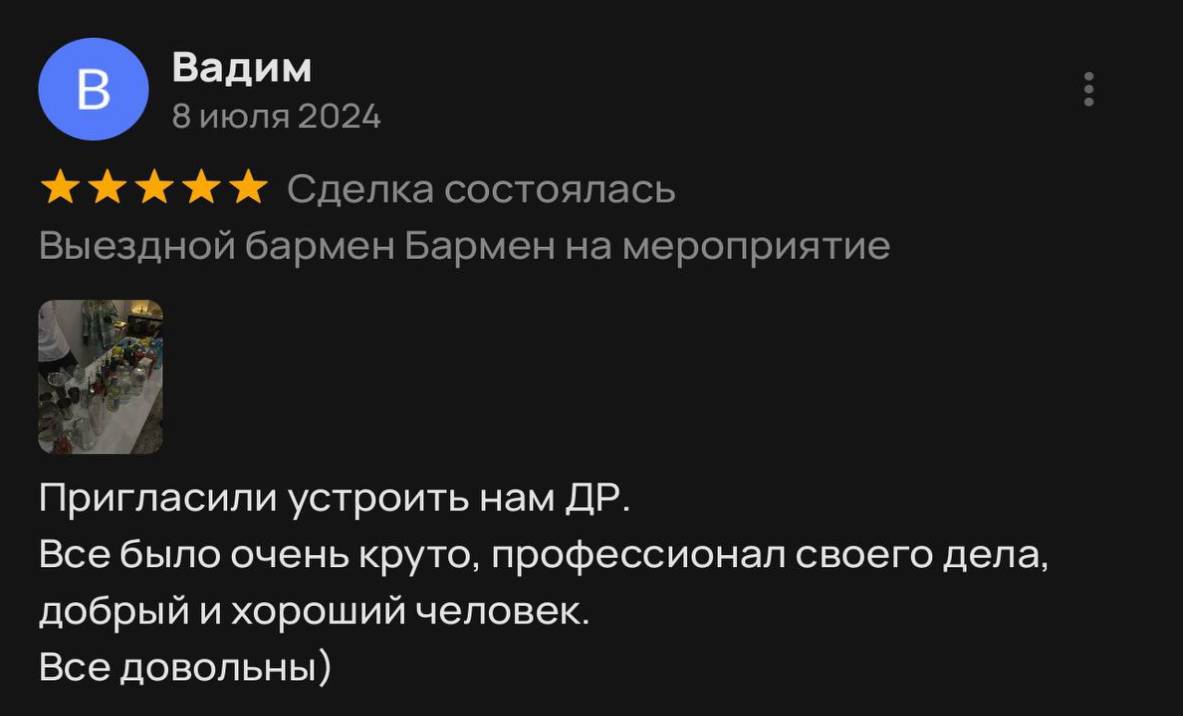 В
Вадим
8 июля 2024
Сделка состоялась
Выездной бармен Бармен на мероприятие
Пригласили устроить нам ДР.
Все было очень круто, профессионал своего дела,
добрый и хороший человек.
Все довольны)